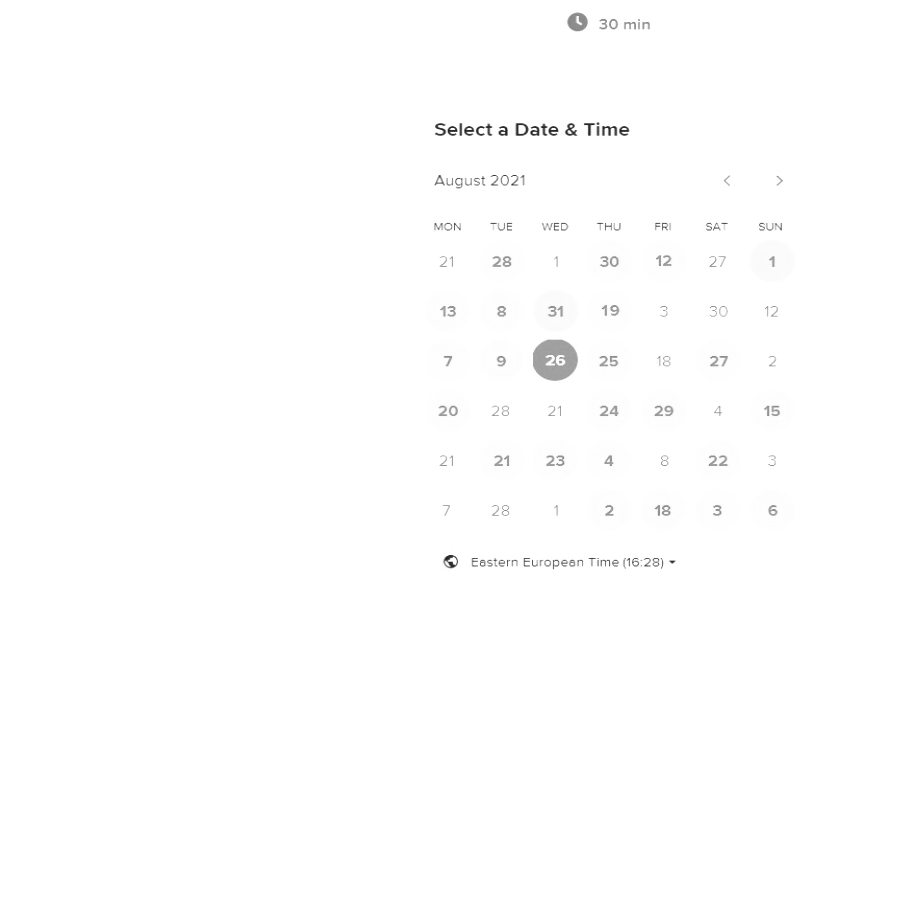 30 min
Select a Date & Time
August 2021
MON TUE WED THU FRI SAT SUN
21 28 1 30 12 27 1
13 8 31 19 3 30 12
7 9 26 25 18 27 2
20 28 21 24 29 4 15
21 21 23 4 8 22 3
7 28 1 2 18 3 6
Eastern European Time (16:28)